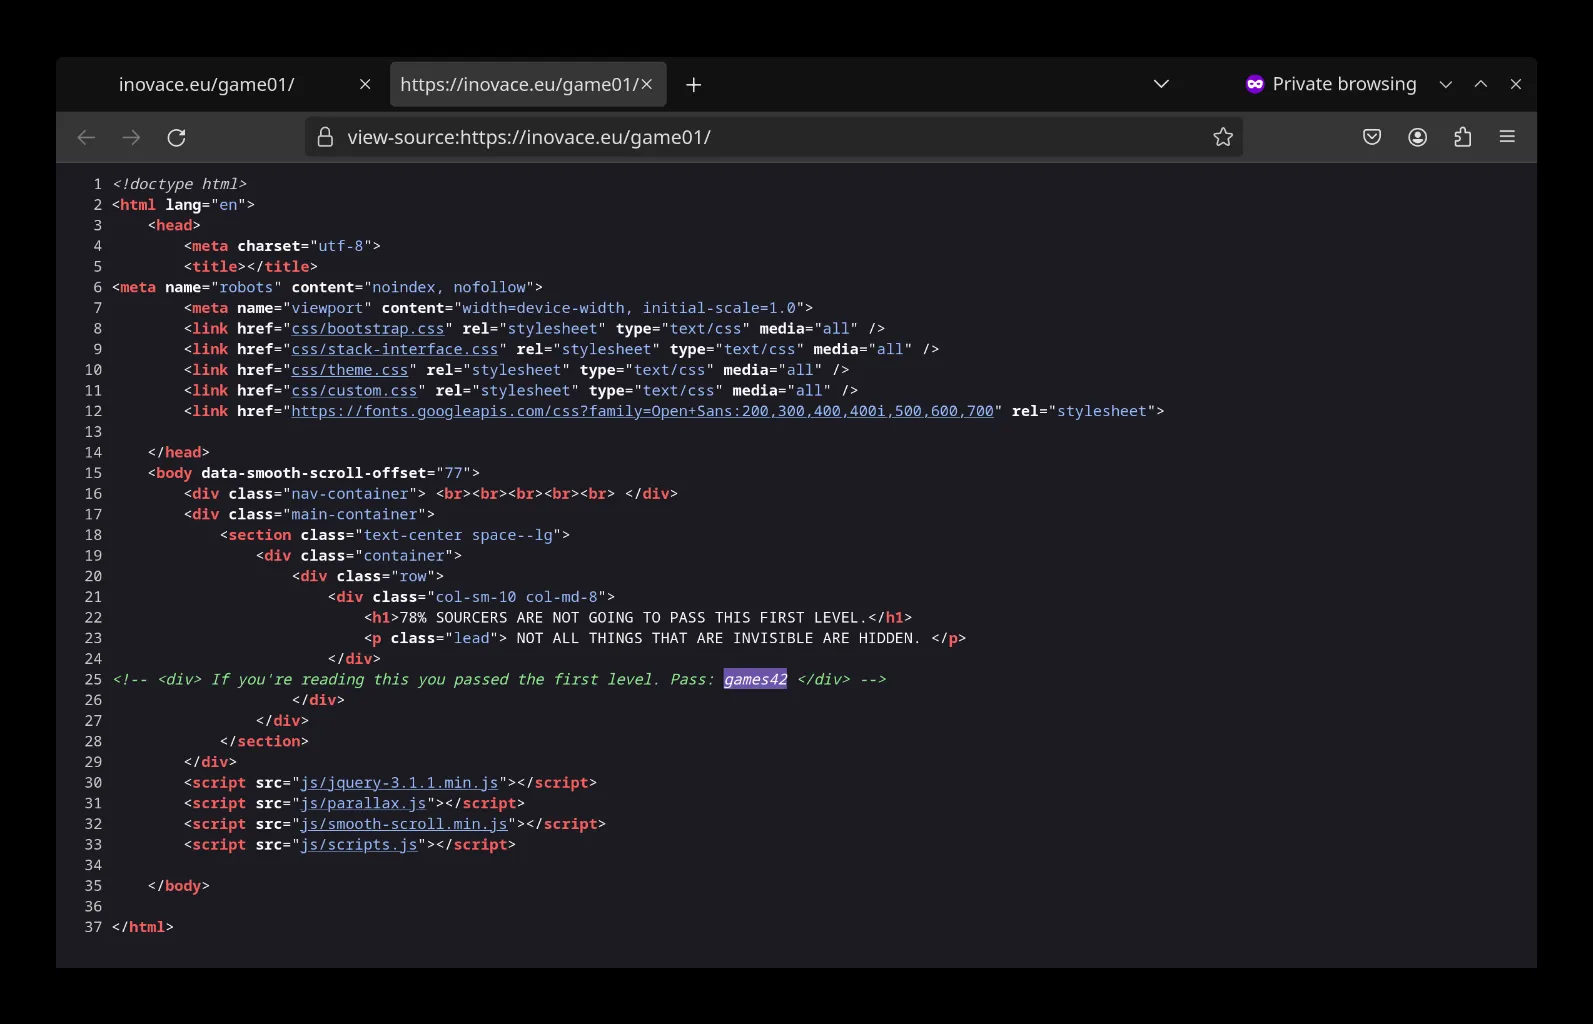 inovace.eu/game01/
https://inovace.eu/game01/
Private browsing
view-source:https://inovace.eu/game01/
1 <!doctype html>
2 <html lang="en">
3 <head>
4 <meta charset="utf-8">
5 <title></title>
6 <meta name="robots" content="noindex, nofollow">
7 <meta name="viewport" content="width=device-width, initial-scale=1.0">
8 <link href="css/bootstrap.css" rel="stylesheet" type="text/css" media="all" />
9 <link href="css/stack-interface.css" rel="stylesheet" type="text/css" media="all" />
10 <link href="css/theme.css" rel="stylesheet" type="text/css" media="all" />
11 <link href="css/custom.css" rel="stylesheet" type="text/css" media="all" />
12 <link href="https://fonts.googleapis.com/css?family=Open+Sans:200,300,400,400i,500,600,700" rel="stylesheet">
13
14 </head>
15 <body data-smooth-scroll-offset="77">
16 <div class="nav-container"> <br><br><br><br><br> </div>
17 <div class="main-container">
18 <section class="text-center space--lg">
19 <div class="container">
20 <div class="row">
21 <div class="col-sm-10 col-md-8">
22 <h1>78% SOURCERS ARE NOT GOING TO PASS THIS FIRST LEVEL.</h1>
23 <p class="lead"> NOT ALL THINGS THAT ARE INVISIBLE ARE HIDDEN. </p>
24 </div>
25 <!-- <div> If you're reading this you passed the first level. Pass: games42 </div> -->
26 </div>
27 </div>
28 </section>
29 </div>
30 <script src="js/jquery-3.1.1.min.js"></script>
31 <script src="js/parallax.js"></script>
32 <script src="js/smooth-scroll.min.js"></script>
33 <script src="js/scripts.js"></script>
34
35 </body>
36
37 </html>